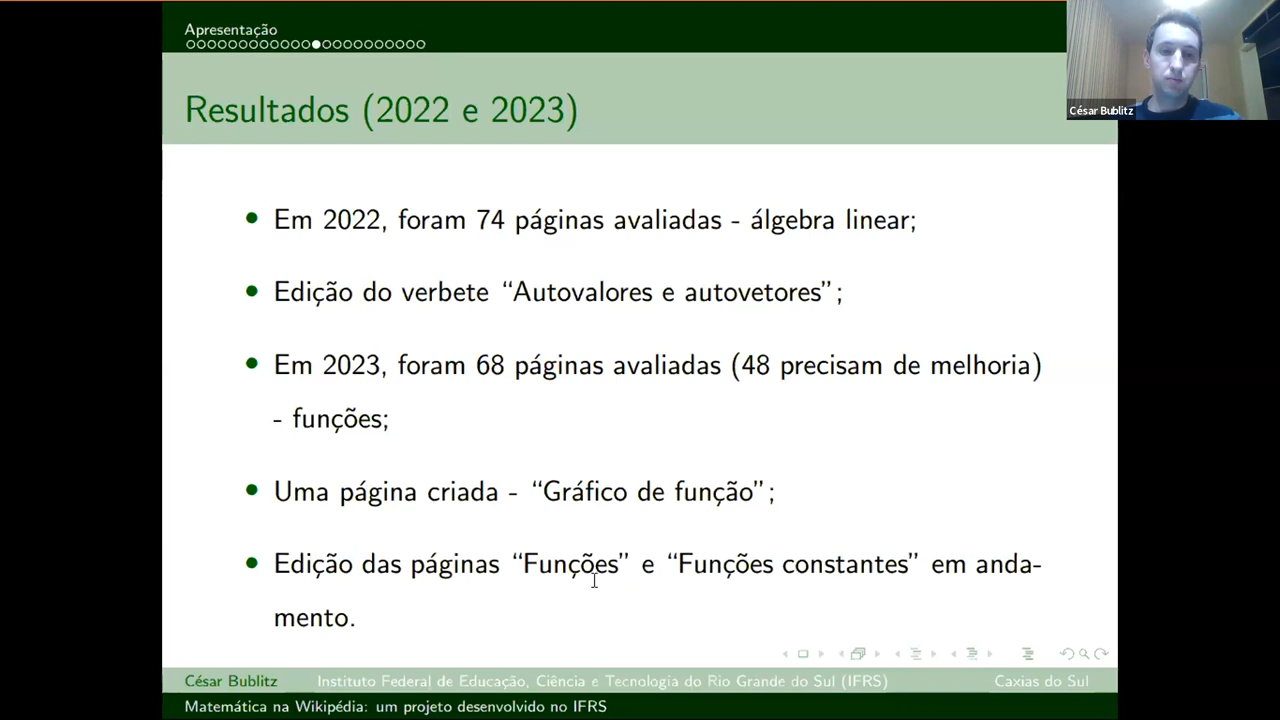 Apresentação
Resultados (2022 e 2023)
César Bublitz
• Em 2022, foram 74 páginas avaliadas - álgebra linear;
• Edição do verbete “Autovalores e autovetores”;
• Em 2023, foram 68 páginas avaliadas (48 precisam de melhoria)
- funções;
• Uma página criada - “Gráfico de função”;
• Edição das páginas “Funções” e “Funções constantes” em anda-
mento.
César Bublitz Instituto Federal de Educação, Ciência e Tecnologia do Rio Grande do Sul (IFRS) Caxias do Sul
Matemática na Wikipédia: um projeto desenvolvido no IFRS